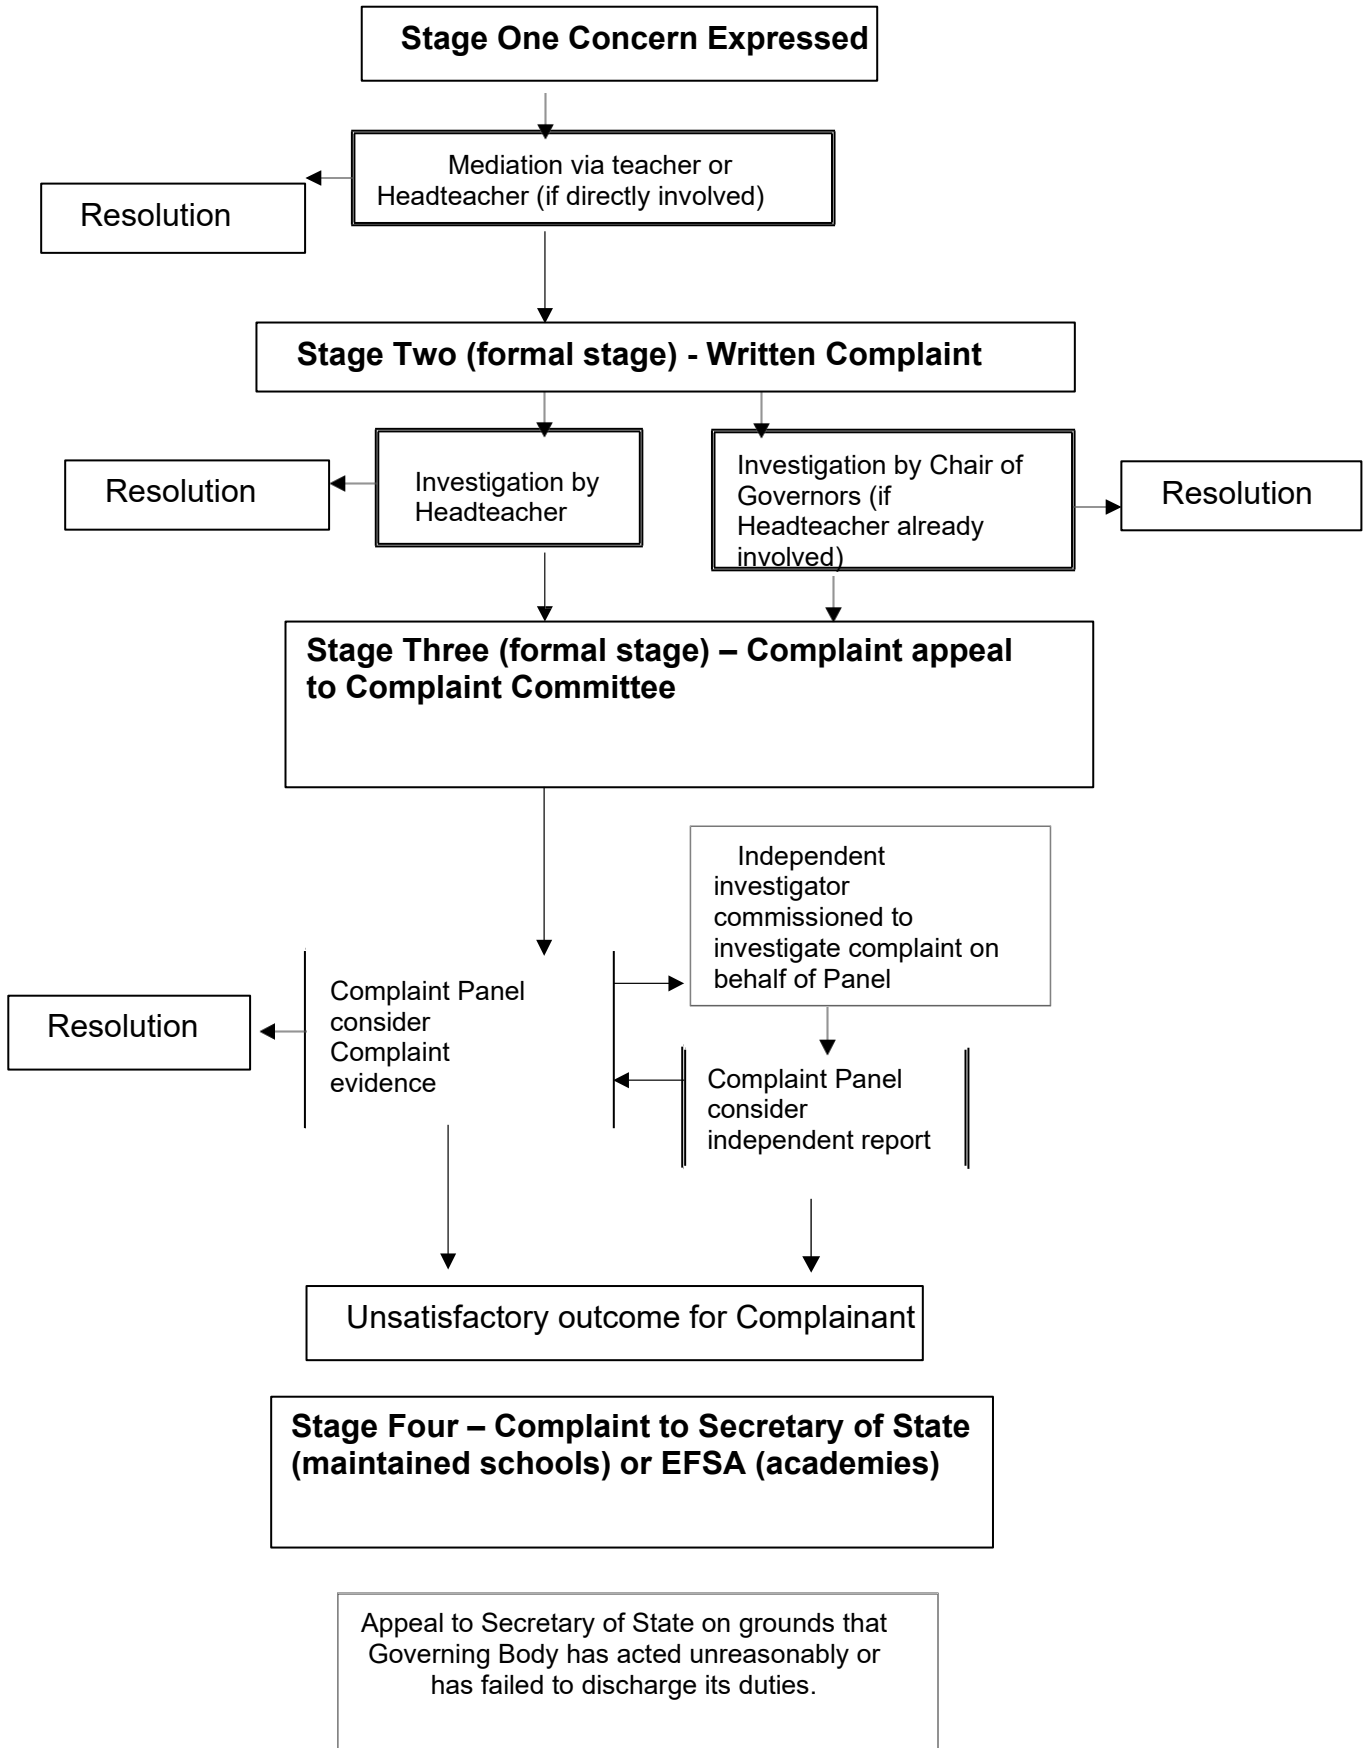 Stage One Concern Expressed
Mediation via teacher or
Headteacher (if directly involved)
Resolution
Stage Two (formal stage) - Written Complaint
Resolution
Investigation by
Headteacher
Investigation by Chair of
Governors (if
Headteacher already
involved)
Resolution
Stage Three (formal stage) – Complaint appeal
to Complaint Committee
Independent
investigator
commissioned to
investigate complaint on
behalf of Panel
Resolution
Complaint Panel
consider
Complaint
evidence
Complaint Panel
consider
independent report
Unsatisfactory outcome for Complainant
Stage Four – Complaint to Secretary of State
(maintained schools) or EFSA (academies)
Appeal to Secretary of State on grounds that
Governing Body has acted unreasonably or
has failed to discharge its duties.